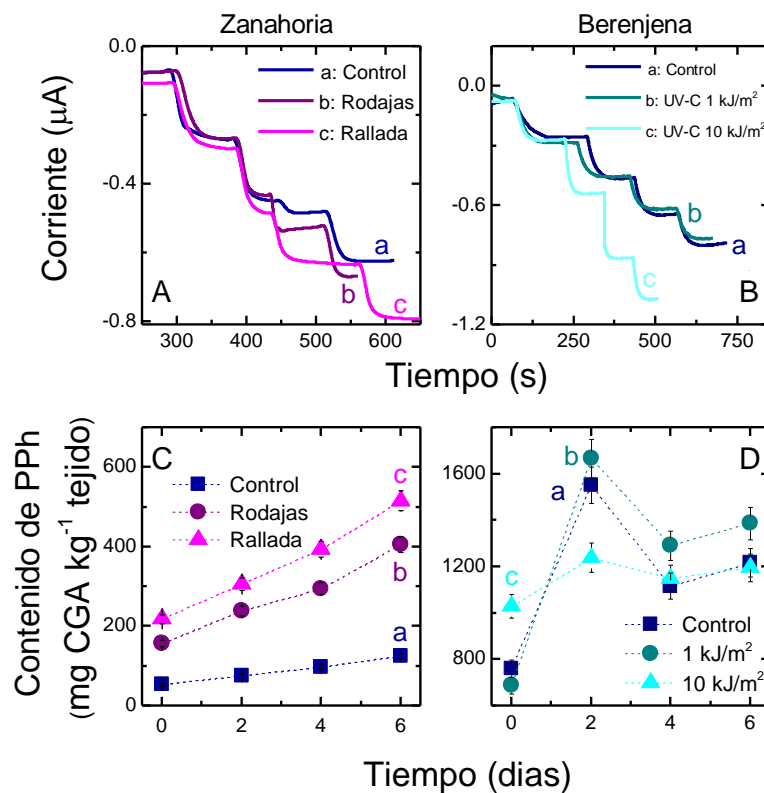 Zanahoria
Berenjena
0.0
-0.4
-0.8
a: Control
b: Rodajas
c: Rallada
a
b
c
A
300
400
500
600
0.0
-0.6
-1.2
a: Control
b: UV-C 1 kJ/m²
c: UV-C 10 kJ/m²
b
a
c
B
0
250
500
750
Corriente (µA)
Tiempo (s)
600
400
200
0
C
Control
Rodajas
Rallada
c
b
a
0
2
4
6
1600
1200
800
D
b
a
c
Control
1 kJ/m²
10 kJ/m²
0
2
4
6
Contenido de PPh
(mg CGA kg⁻¹ tejido)
Tiempo (dias)